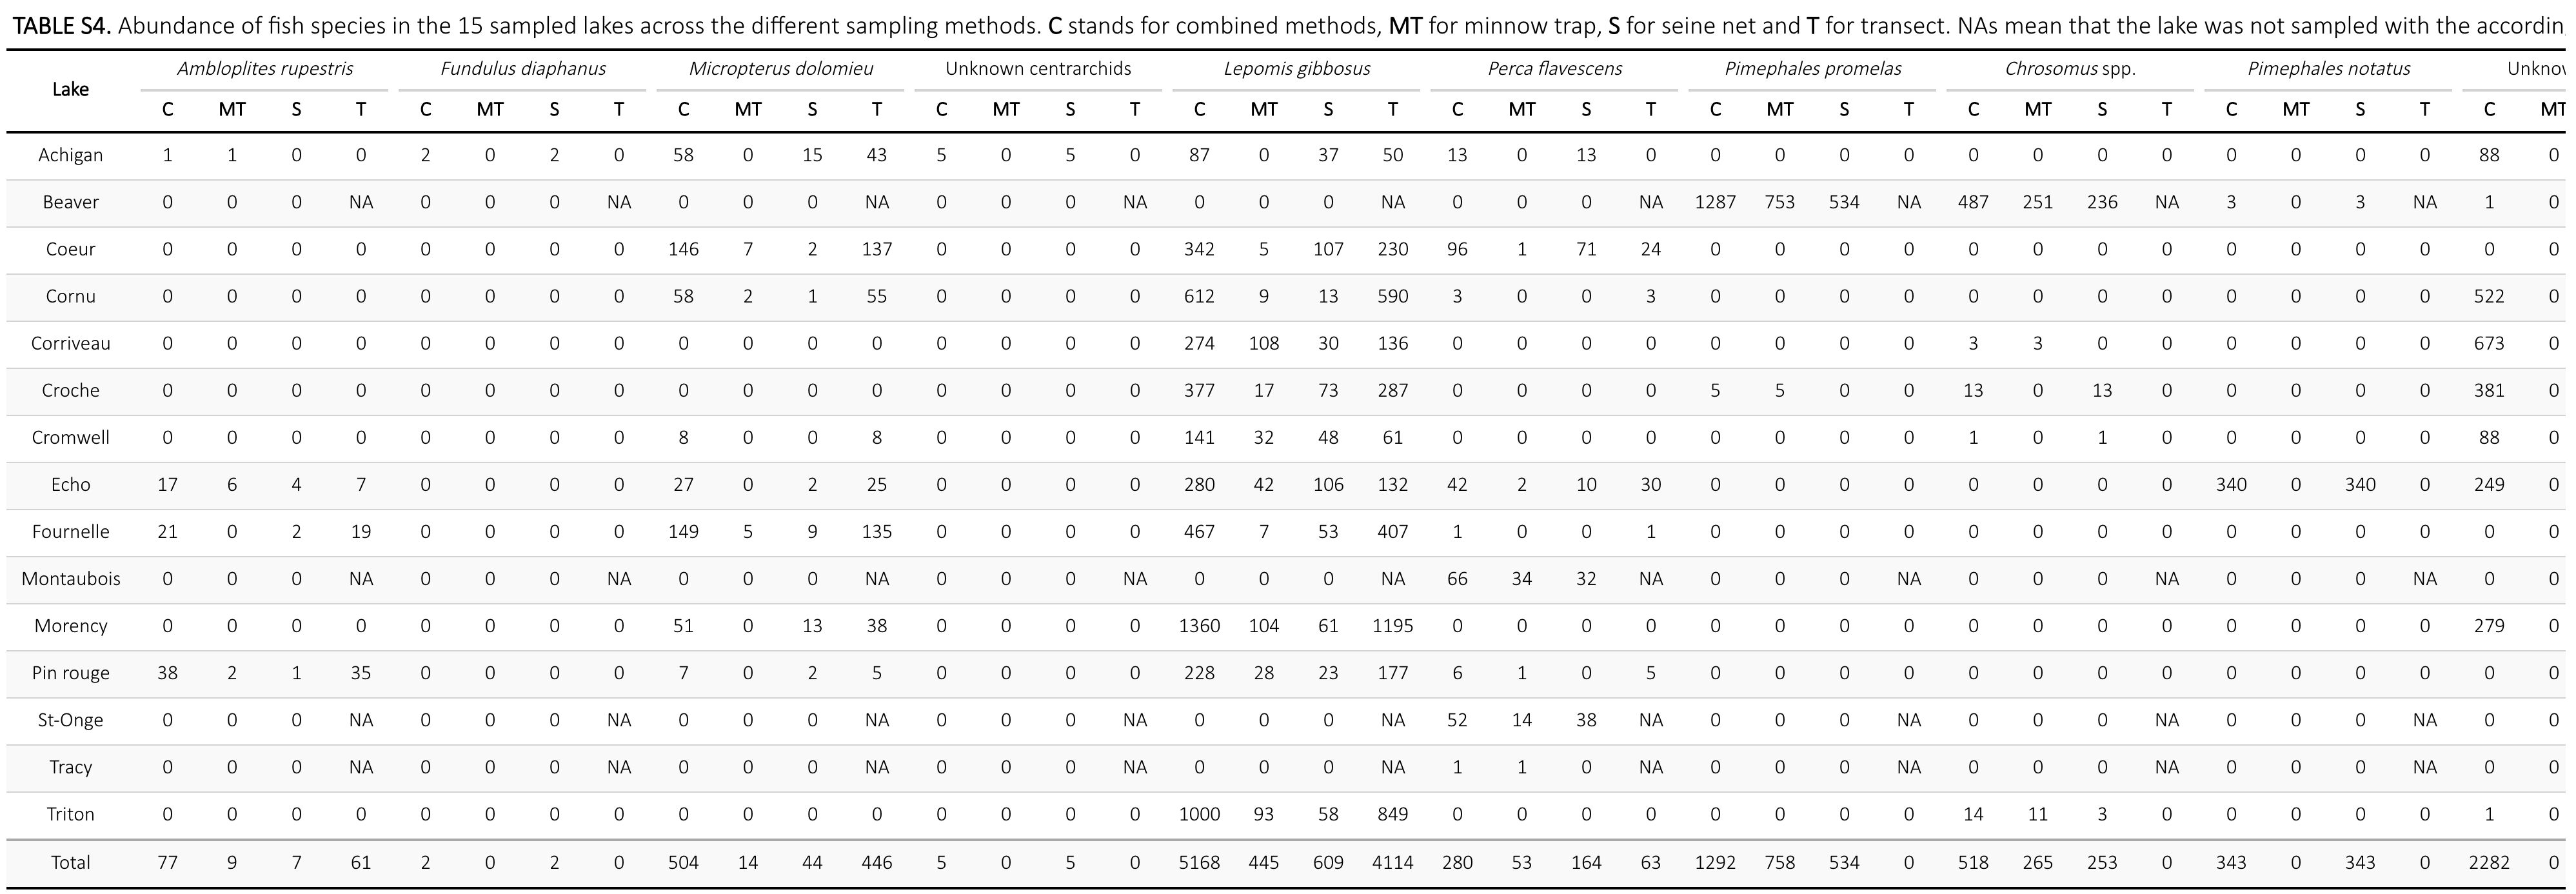 TABLE S4. Abundance of fish species in the 15 sampled lakes across the different sampling methods. C stands for combined methods, MT for minnow trap, S for seine net and T for transect. NAs mean that the lake was not sampled with the accordin
Lake Ambloplites rupestris Fundulus diaphanus Micropterus dolomieu Unknown centrarchids Lepomis gibbosus Perca flavescens Pimephales promelas Chrosomus spp. Pimephales notatus Unknov
C MT S T C MT S T C MT S T C MT S T C MT S T C MT S T C MT S T C MT S T C MT S T C MT
Achigan 1 1 0 0 2 0 2 0 58 0 15 43 5 0 5 0 87 0 37 50 13 0 13 0 0 0 0 0 0 0 0 0 0 0 0 0 88 0
Beaver 0 0 0 NA 0 0 0 NA 0 0 0 NA 0 0 0 NA 0 0 0 NA 0 0 0 NA 1287 753 534 NA 487 251 236 NA 3 0 3 NA 1 0
Coeur 0 0 0 0 0 0 0 0 146 7 2 137 0 0 0 0 342 5 107 230 96 1 71 24 0 0 0 0 0 0 0 0 0 0 0 0 0 0
Cornu 0 0 0 0 0 0 0 0 58 2 1 55 0 0 0 0 612 9 13 590 3 0 0 3 0 0 0 0 0 0 0 0 0 0 0 0 522 0
Corriveau 0 0 0 0 0 0 0 0 0 0 0 0 0 0 0 0 274 108 30 136 0 0 0 0 0 0 0 0 3 3 0 0 0 0 0 0 673 0
Croche 0 0 0 0 0 0 0 0 0 0 0 0 0 0 0 0 377 17 73 287 0 0 0 0 5 5 0 0 13 0 13 0 0 0 0 0 381 0
Cromwell 0 0 0 0 0 0 0 0 8 0 0 8 0 0 0 0 141 32 48 61 0 0 0 0 0 0 0 0 1 0 1 0 0 0 0 0 88 0
Echo 17 6 4 7 0 0 0 0 27 0 2 25 0 0 0 0 280 42 106 132 42 2 10 30 0 0 0 0 0 0 0 0 340 0 340 0 249 0
Fournelle 21 0 2 19 0 0 0 0 149 5 9 135 0 0 0 0 467 7 53 407 1 0 0 1 0 0 0 0 0 0 0 0 0 0 0 0 0 0
Montaubois 0 0 0 NA 0 0 0 NA 0 0 0 NA 0 0 0 NA 0 0 0 NA 66 34 32 NA 0 0 0 NA 0 0 0 NA 0 0 0 NA 0 0
Morency 0 0 0 0 0 0 0 0 51 0 13 38 0 0 0 0 1360 104 61 1195 0 0 0 0 0 0 0 0 0 0 0 0 0 0 0 0 279 0
Pin rouge 38 2 1 35 0 0 0 0 7 0 2 5 0 0 0 0 228 28 23 177 6 1 0 5 0 0 0 0 0 0 0 0 0 0 0 0 0 0
St-Onge 0 0 0 NA 0 0 0 NA 0 0 0 NA 0 0 0 NA 0 0 0 NA 52 14 38 NA 0 0 0 NA 0 0 0 NA 0 0 0 NA 0 0
Tracy 0 0 0 NA 0 0 0 NA 0 0 0 NA 0 0 0 NA 0 0 0 NA 1 1 0 NA 0 0 0 NA 0 0 0 NA 0 0 0 NA 0 0
Triton 0 0 0 0 0 0 0 0 0 0 0 0 0 0 0 0 1000 93 58 849 0 0 0 0 0 0 0 0 14 11 3 0 0 0 0 0 1 0
Total 77 9 7 61 2 0 2 0 504 14 44 446 5 0 5 0 5168 445 609 4114 280 53 164 63 1292 758 534 0 518 265 253 0 343 0 343 0 2282 0